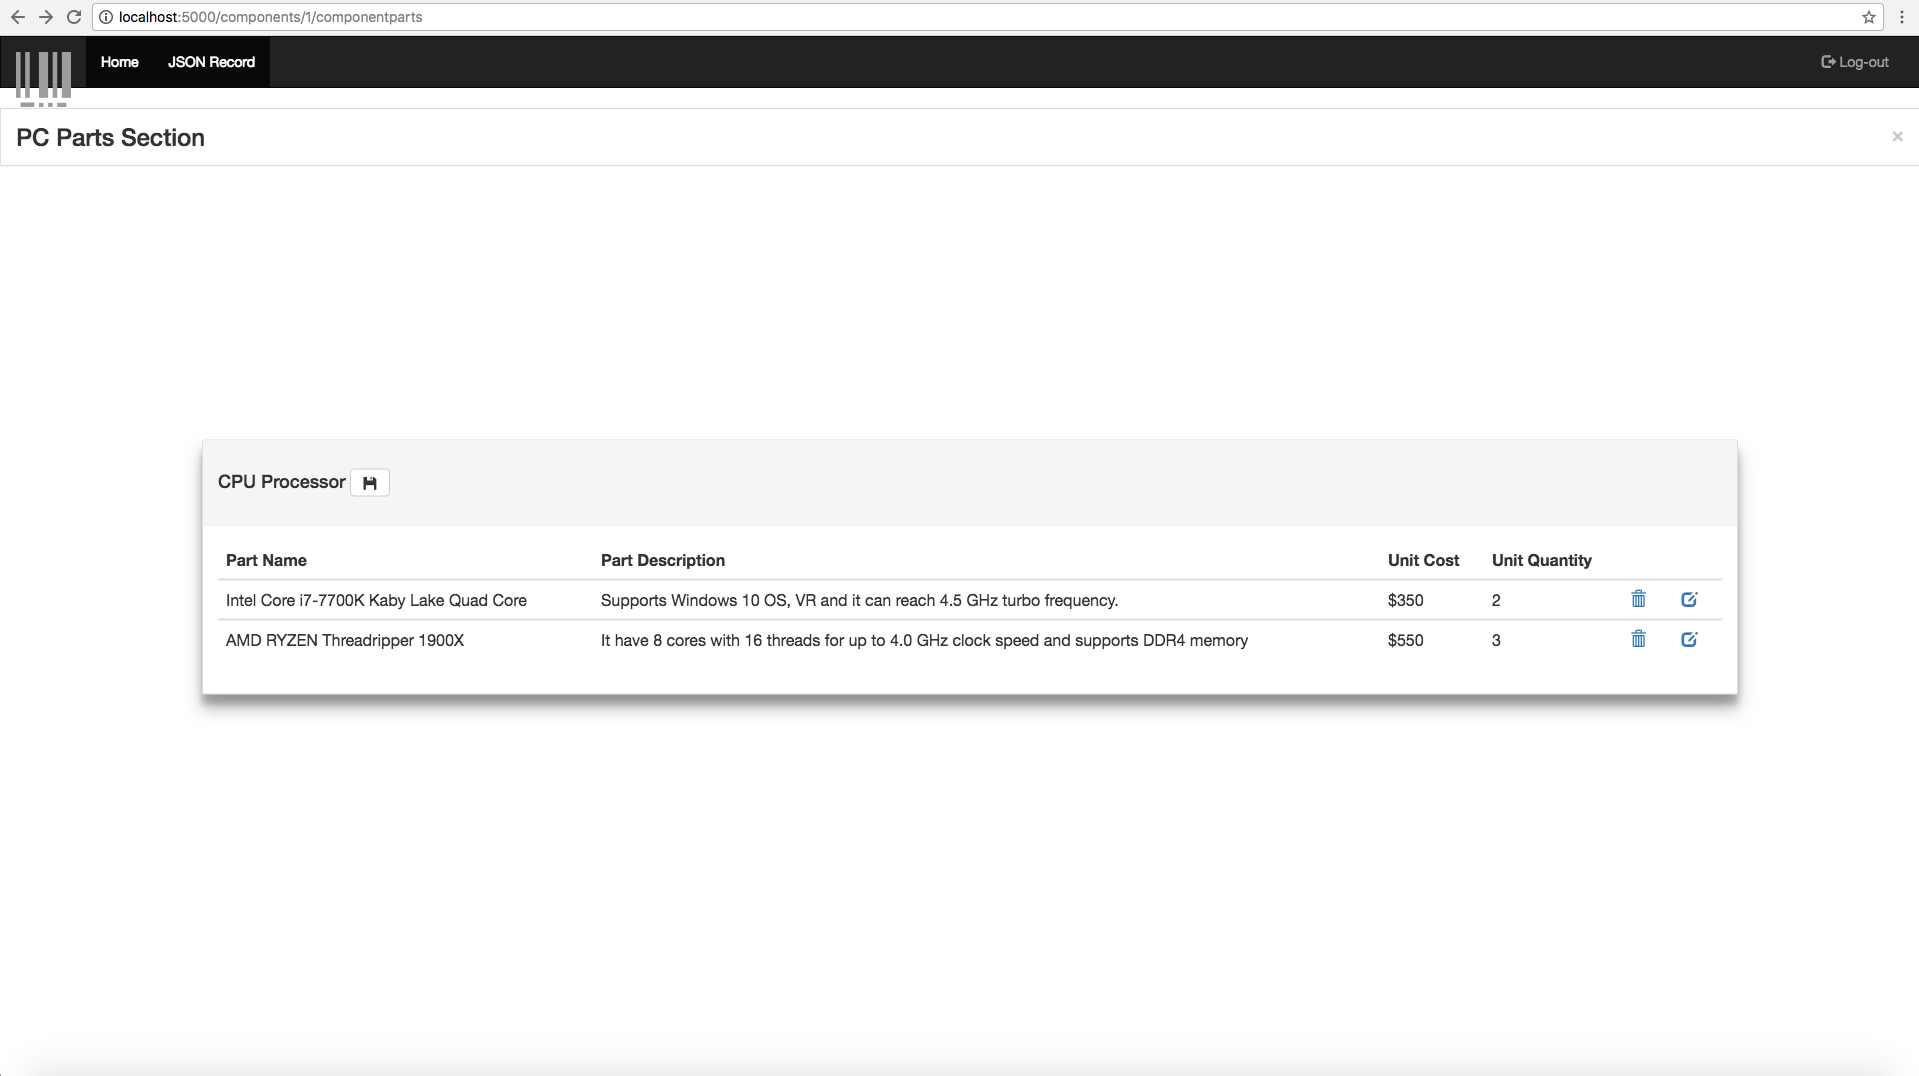 localhost:5000/components/1/componentparts
Home JSON Record Log-out
PC Parts Section ×
CPU Processor
Part Name Part Description Unit Cost Unit Quantity
Intel Core i7-7700K Kaby Lake Quad Core Supports Windows 10 OS, VR and it can reach 4.5 GHz turbo frequency. $350 2
AMD RYZEN Threadripper 1900X It have 8 cores with 16 threads for up to 4.0 GHz clock speed and supports DDR4 memory $550 3